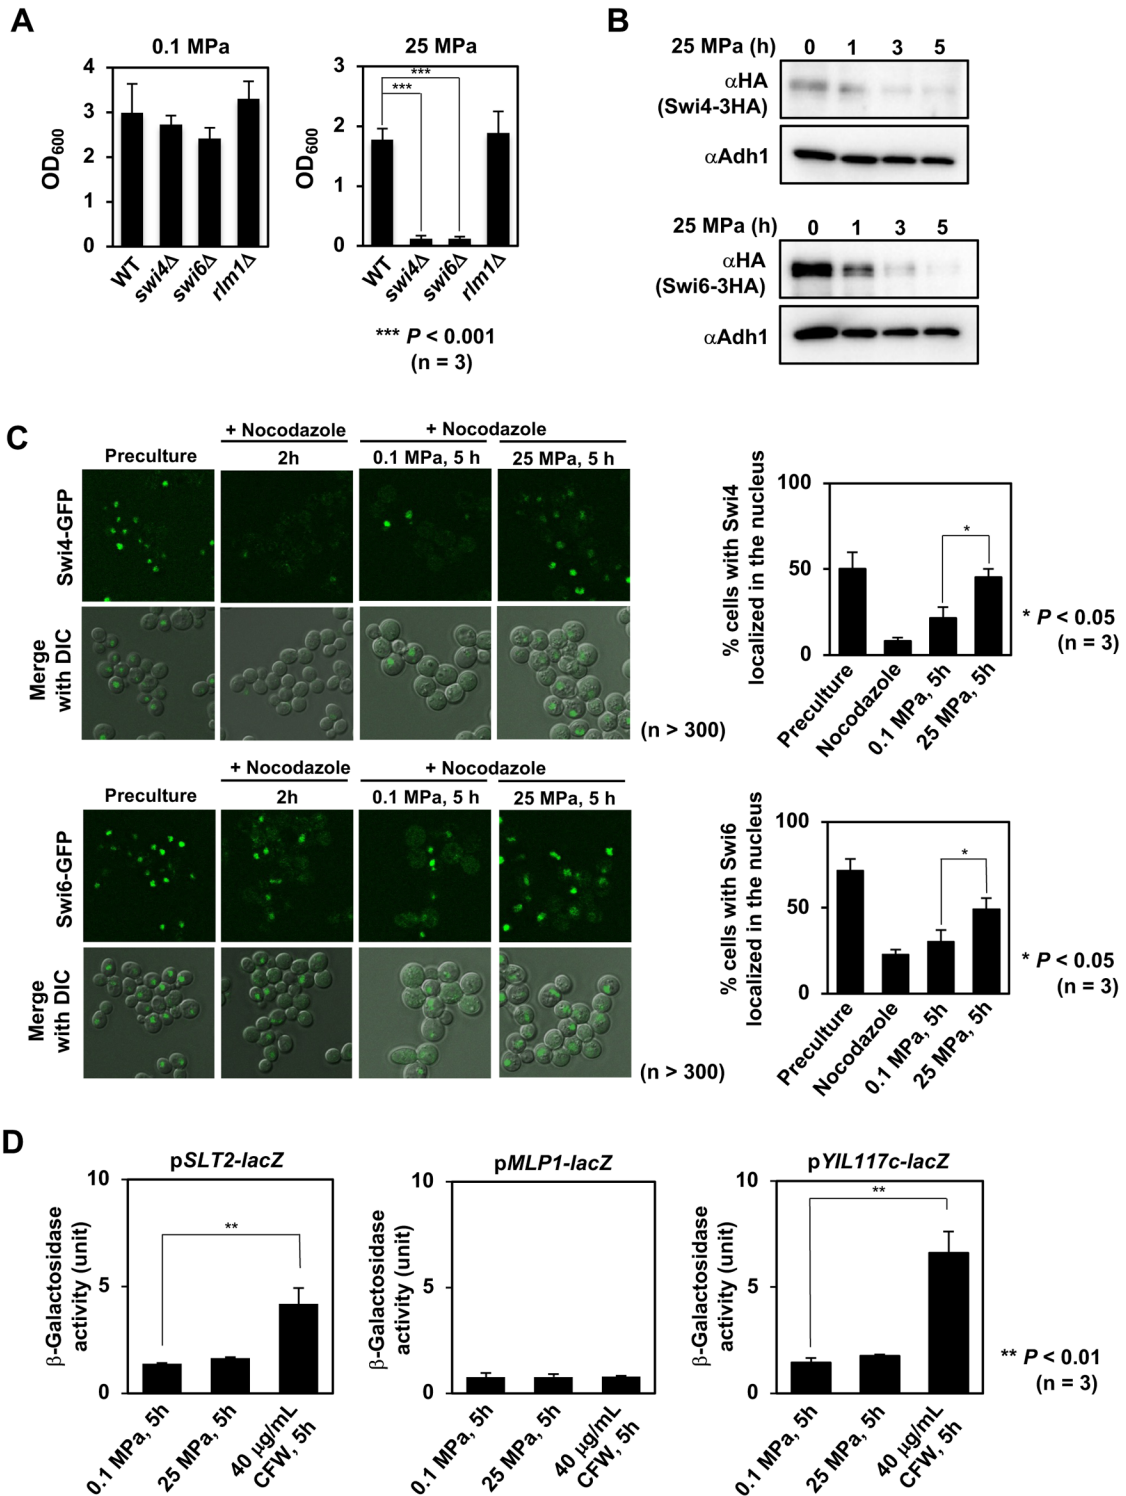 A
0.1 MPa
25 MPa
OD600
4
3
2
1
0
WT
swi4Δ
swi6Δ
rlm1Δ
OD600
3
2
1
0
***
***
WT
swi4Δ
swi6Δ
rlm1Δ
*** P < 0.001
(n = 3)
B
25 MPa (h) 0 1 3 5
αHA
(Swi4-3HA)
αAdh1
25 MPa (h) 0 1 3 5
αHA
(Swi6-3HA)
αAdh1
C
+ Nocodazole
+ Nocodazole
Preculture
2h
0.1 MPa, 5 h
25 MPa, 5 h
Swi4-GFP
Merge
with DIC
(n > 300)
% cells with Swi4
localized in the nucleus
100
50
0
*
Preculture
Nocodazole
0.1 MPa, 5h
25 MPa, 5h
* P < 0.05
(n = 3)
+ Nocodazole
+ Nocodazole
Preculture
2h
0.1 MPa, 5 h
25 MPa, 5 h
Swi6-GFP
Merge
with DIC
(n > 300)
% cells with Swi6
localized in the nucleus
100
50
0
*
Preculture
Nocodazole
0.1 MPa, 5h
25 MPa, 5h
* P < 0.05
(n = 3)
D
pSLT2-lacZ
β-Galactosidase
activity (unit)
10
5
0
**
0.1 MPa, 5h
25 MPa, 5h
40 μg/mL
CFW, 5h
pMLP1-lacZ
β-Galactosidase
activity (unit)
10
5
0
0.1 MPa, 5h
25 MPa, 5h
40 μg/mL
CFW, 5h
pYIL117c-lacZ
β-Galactosidase
activity (unit)
10
5
0
**
0.1 MPa, 5h
25 MPa, 5h
40 μg/mL
CFW, 5h
** P < 0.01
(n = 3)